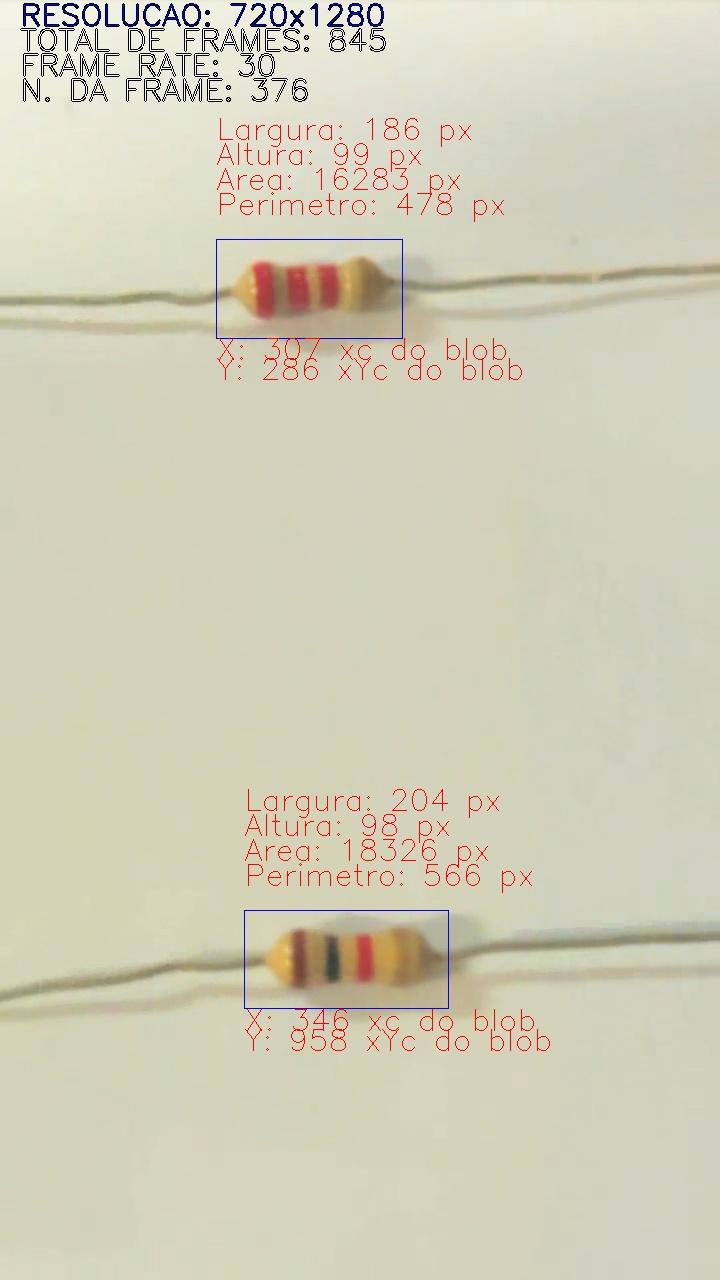 RESOLUCAO: 720x1280
TOTAL DE FRAMES: 845
FRAME RATE: 30
N. DA FRAME: 376
Largura: 186 px
Altura: 99 px
Area: 16283 px
Perimetro: 478 px
X: 307 xc do blob
Y: 286 xYc do blob
Largura: 204 px
Altura: 98 px
Area: 18326 px
Perimetro: 566 px
X: 346 xc do blob
Y: 958 xYc do blob